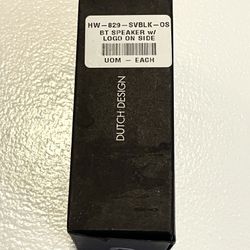 HW-829-SVBLK-OS
BT SPEAKER w/
LOGO ON SIDE
UOM - EACH
DUTCH DESIGN